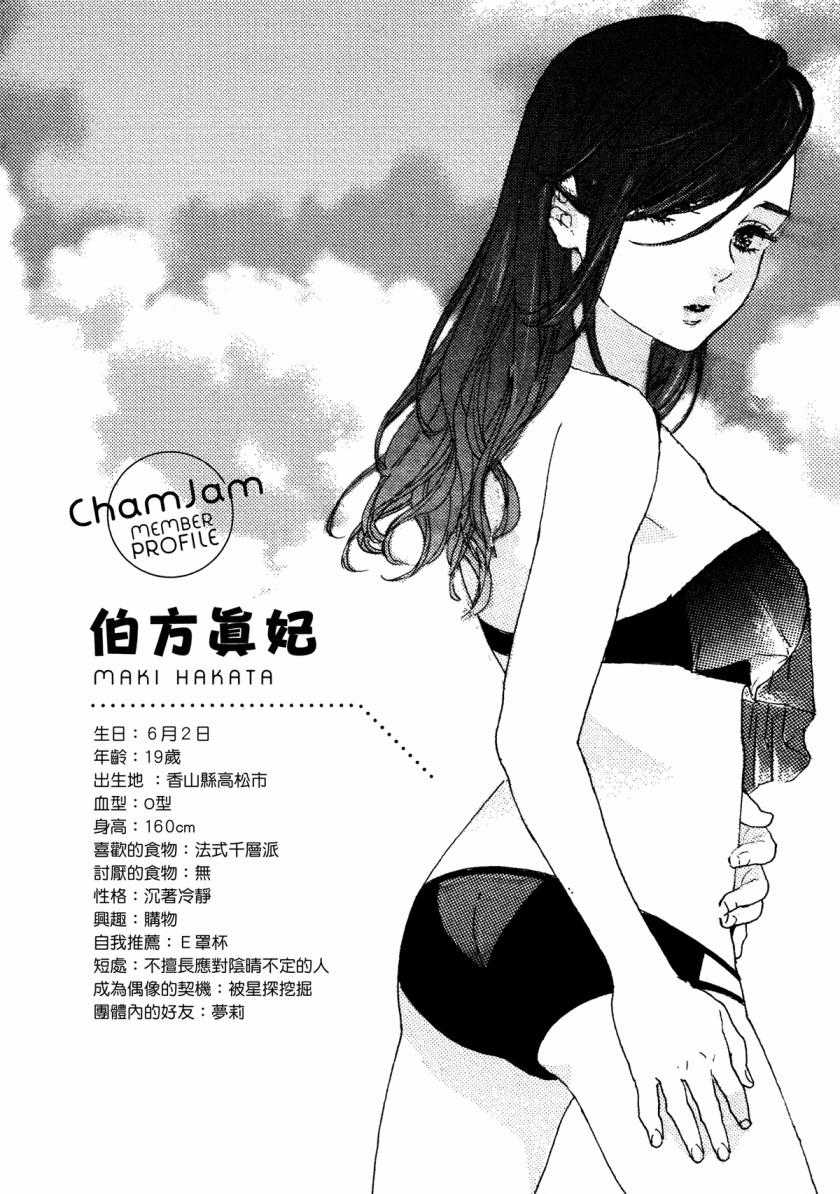 ChamJam
MEMBER
PROFILE
伯方眞妃
MAKI HAKATA
生日：6月2日
年齡：19歲
出生地：香山縣高松市
血型：O型
身高：160cm
喜歡的食物：法式千層派
討厭的食物：無
性格：沉著冷靜
興趣：購物
自我推薦：E罩杯
短處：不擅長應對陰晴不定的人
成為偶像的契機：被星探挖掘
團體內的好友：夢莉